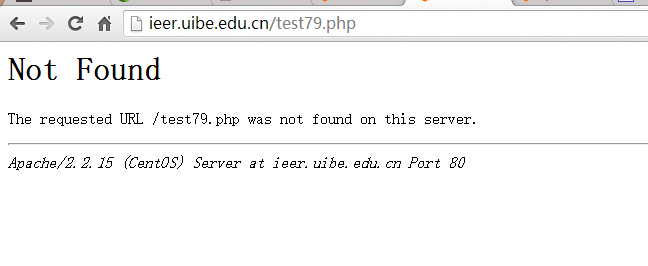 ieer.uibe.edu.cn/test79.php
Not Found
The requested URL /test79.php was not found on this server.
Apache/2.2.15 (CentOS) Server at ieer.uibe.edu.cn Port 80